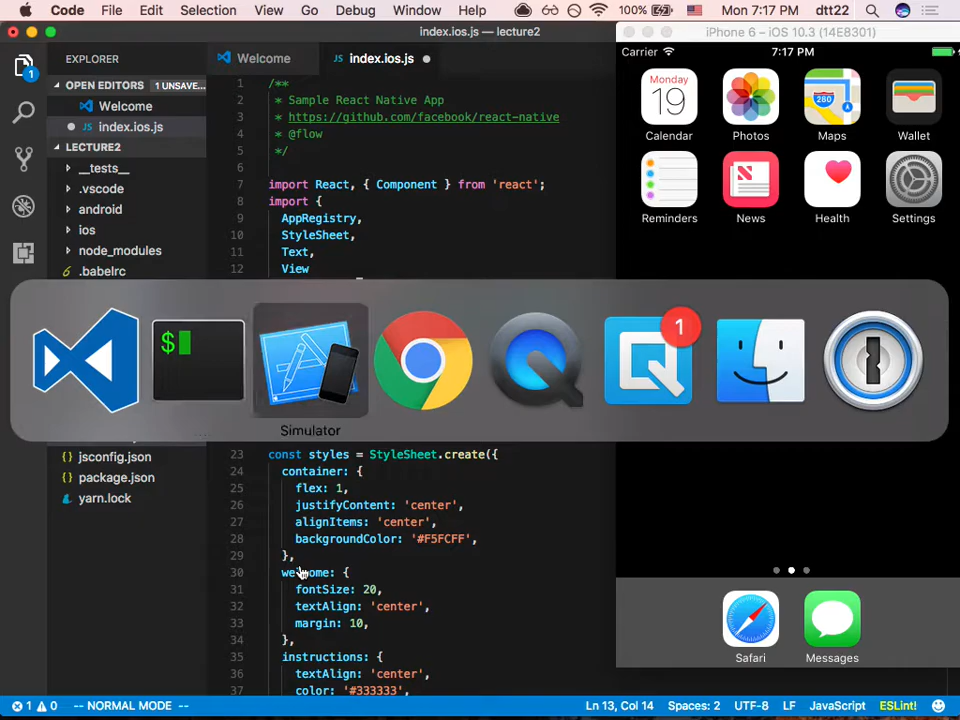 Code File Edit Selection View Go Debug Window Help 100% Mon 7:17 PM dtt22
index.ios.js — lecture2
iPhone 6 – iOS 10.3 (14E8301)
Carrier 7:17 PM
EXPLORER
Welcome index.ios.js
OPEN EDITORS 1 UNSAVE...
Welcome
index.ios.js
LECTURE2
__tests__
.vscode
android
ios
node_modules
.babelrc
jsconfig.json
package.json
yarn.lock
1
1 /**
2 * Sample React Native App
3 * https://github.com/facebook/react-native
4 * @flow
5 */
6
7 import React, { Component } from 'react';
8 import {
9 AppRegistry,
10 StyleSheet,
11 Text,
12 View
23 const styles = StyleSheet.create({
24 container: {
25 flex: 1,
26 justifyContent: 'center',
27 alignItems: 'center',
28 backgroundColor: '#F5FCFF',
29 },
30 welcome: {
31 fontSize: 20,
32 textAlign: 'center',
33 margin: 10,
34 },
35 instructions: {
36 textAlign: 'center',
37 color: '#333333',
Monday
19
280
Calendar Photos Maps Wallet
Reminders News Health Settings
$
1
Simulator
Safari Messages
1 0 -- NORMAL MODE -- Ln 13, Col 14 Spaces: 2 UTF-8 LF JavaScript ESLint!